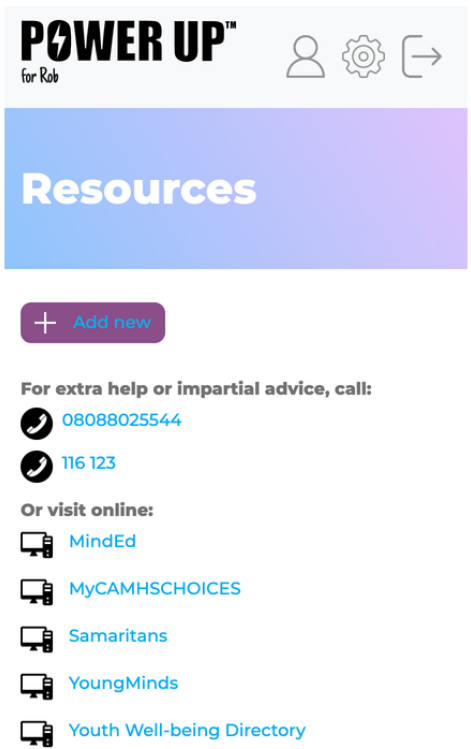 POWER UP™
for Rob
Resources
+ Add new
For extra help or impartial advice, call:
08088025544
116 123
Or visit online:
MindEd
MyCAMHSCHOICES
Samaritans
YoungMinds
Youth Well-being Directory